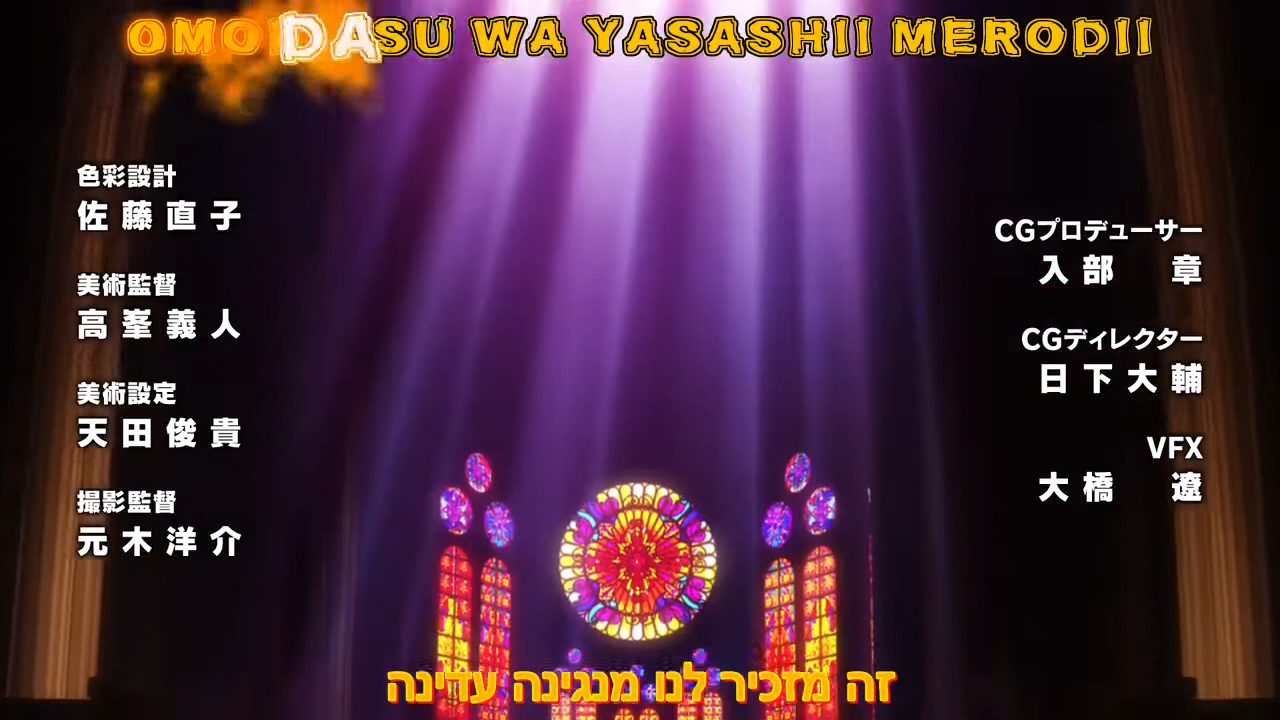 OMOIDASU WA YASASHII MERODII
色彩設計
佐藤直子
美術監督
高峯義人
美術設定
天田俊貴
撮影監督
元木洋介
CGプロデューサー
入部 章
CGディレクター
日下大輔
VFX
大橋 遼
זה מזכיר לנו מנגינה עדינה